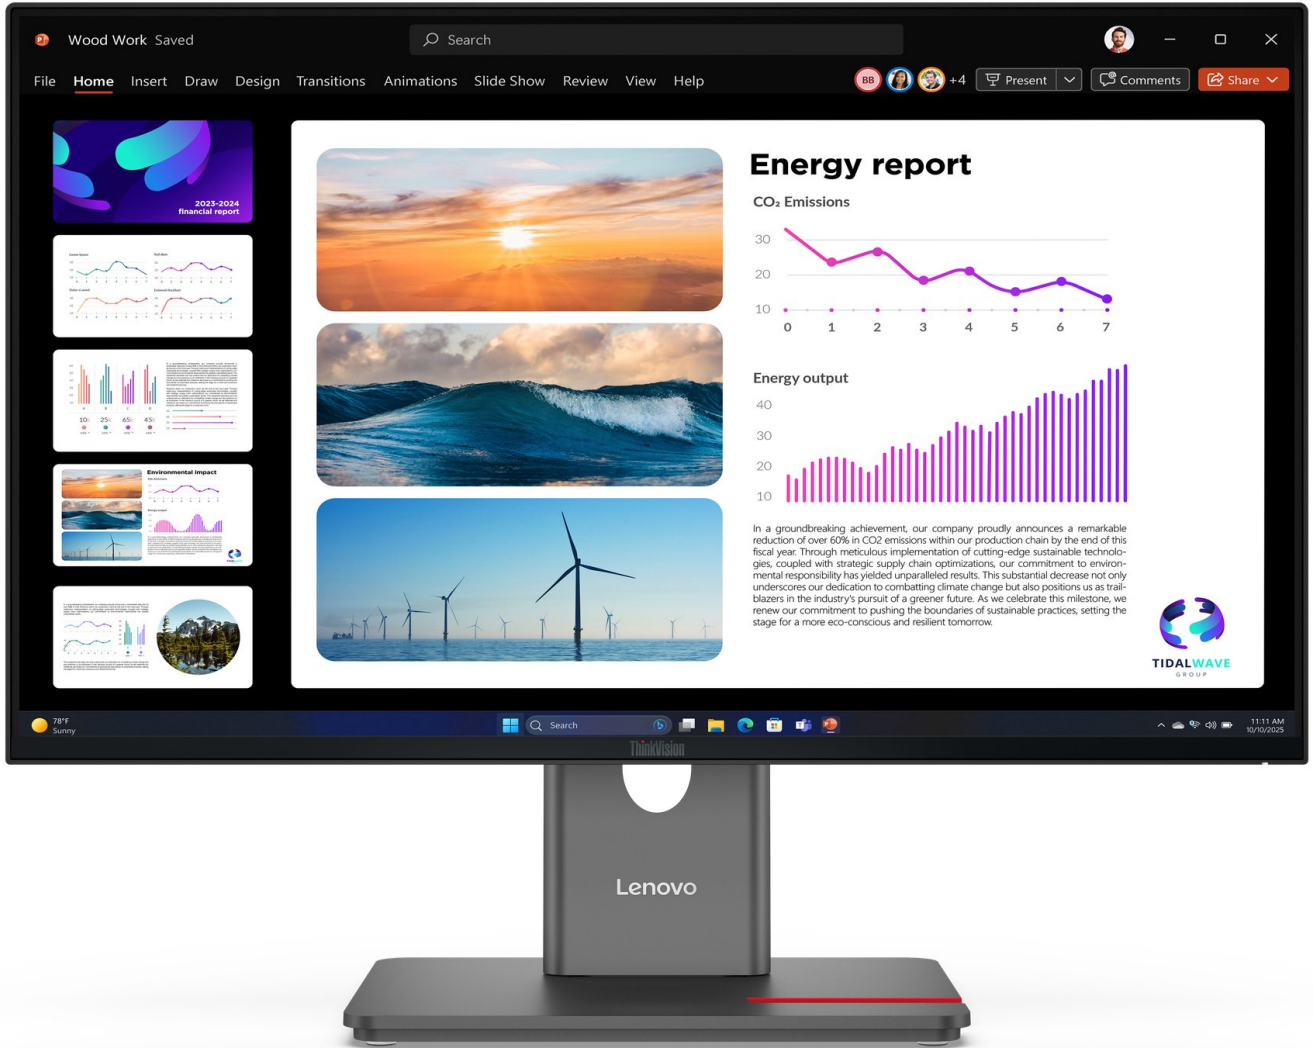 Wood Work Saved
Search
File Home Insert Draw Design Transitions Animations Slide Show Review View Help
BB +4 Present Comments Share
2023-2024
financial report
Environmental impact
Energy report
CO₂ Emissions
30
20
10
0 1 2 3 4 5 6 7
Energy output
40
30
20
10
In a groundbreaking achievement, our company proudly announces a remarkable
reduction of over 60% in CO2 emissions within our production chain by the end of this
fiscal year. Through meticulous implementation of cutting-edge sustainable technolo-
gies, coupled with strategic supply chain optimizations, our commitment to environ-
mental responsibility has yielded unparalleled results. This substantial decrease not only
underscores our dedication to combatting climate change but also positions us as trail-
blazers in the industry's pursuit of a greener future. As we celebrate this milestone, we
renew our commitment to pushing the boundaries of sustainable practices, setting the
stage for a more eco-conscious and resilient tomorrow.
TIDALWAVE
GROUP
78°F
Sunny
Search
11:11 AM
10/10/2025
ThinkVision
Lenovo